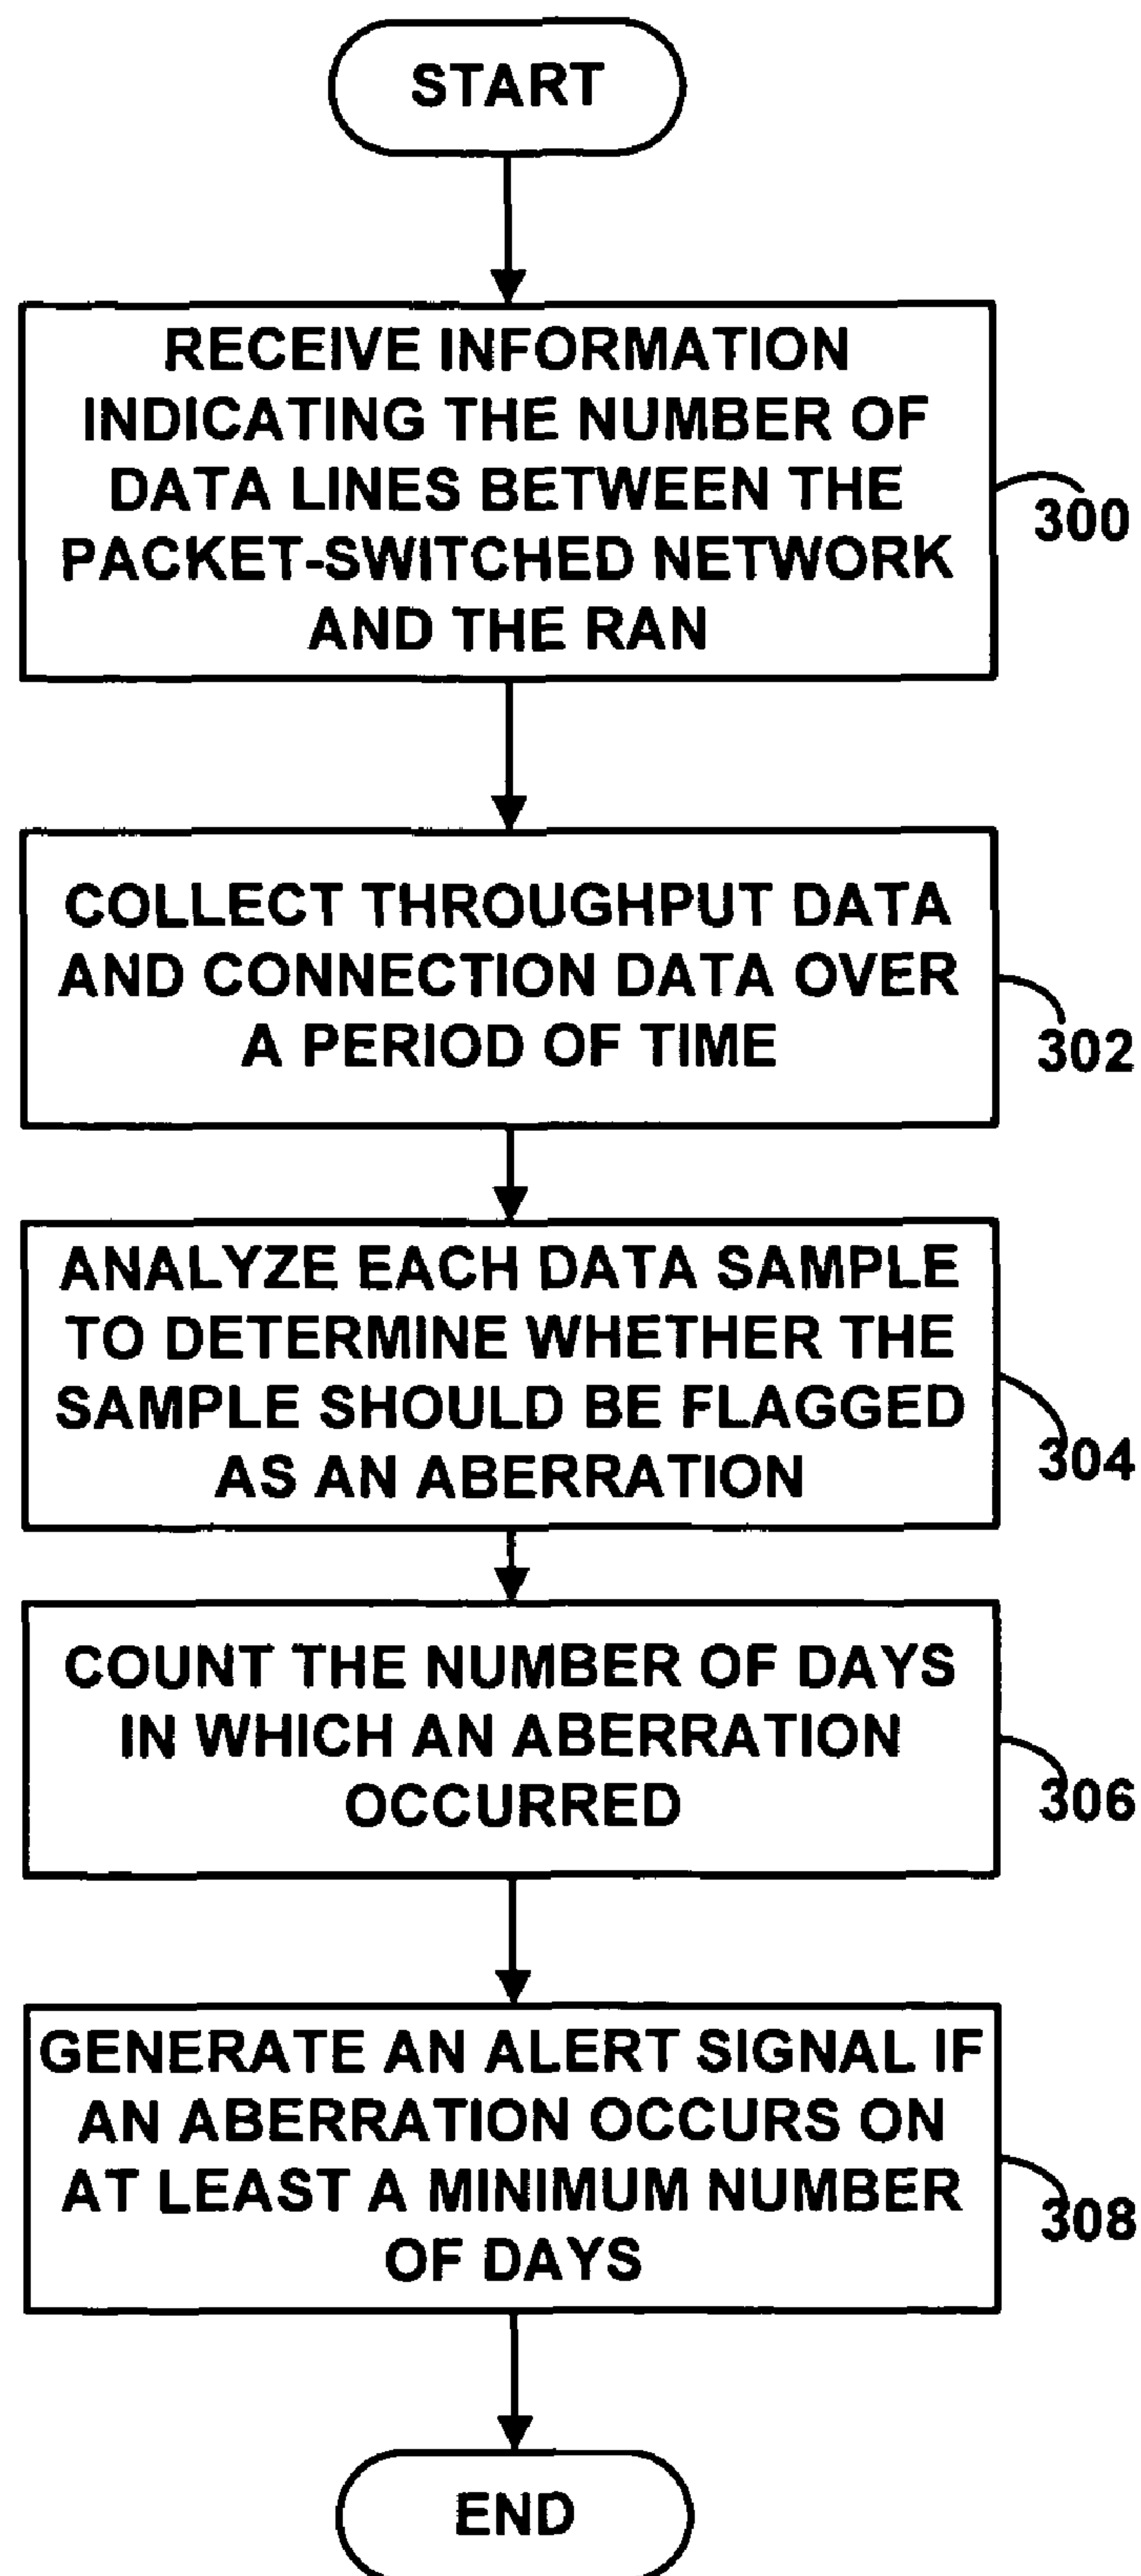 START
RECEIVE INFORMATION
INDICATING THE NUMBER OF
DATA LINES BETWEEN THE
PACKET-SWITCHED NETWORK
AND THE RAN
300
COLLECT THROUGHPUT DATA
AND CONNECTION DATA OVER
A PERIOD OF TIME
302
ANALYZE EACH DATA SAMPLE
TO DETERMINE WHETHER THE
SAMPLE SHOULD BE FLAGGED
AS AN ABERRATION
304
COUNT THE NUMBER OF DAYS
IN WHICH AN ABERRATION
OCCURRED
306
GENERATE AN ALERT SIGNAL IF
AN ABERRATION OCCURS ON
AT LEAST A MINIMUM NUMBER
OF DAYS
308
END